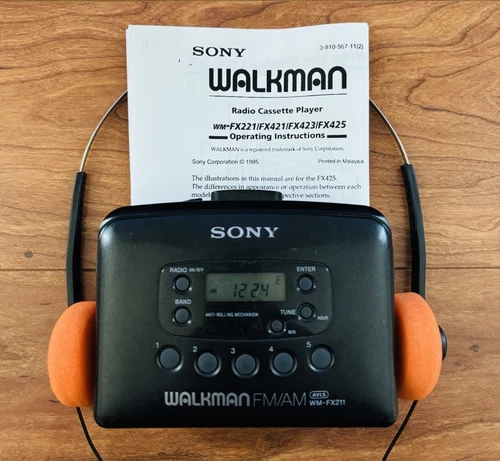 SONY
3-810-567-11(2)
WALKMAN
Radio Cassette Player
WM-FX221/FX421/FX423/FX425
Operating Instructions
WALKMAN is a registered trademark of Sony Corporation.
Sony Corporation © 1995 Printed in Malaysia
The illustrations in this manual are for the FX425.
The differences in appearance or operation between each
model pective sections.
SONY
RADIO ON/OFF
ENTER
12:24
BAND
TUNE
HOUR
ANTI-ROLLING MECHANISM
MIN
1 2 3 4 5
WALKMAN FM/AM AVLS
WM-FX211